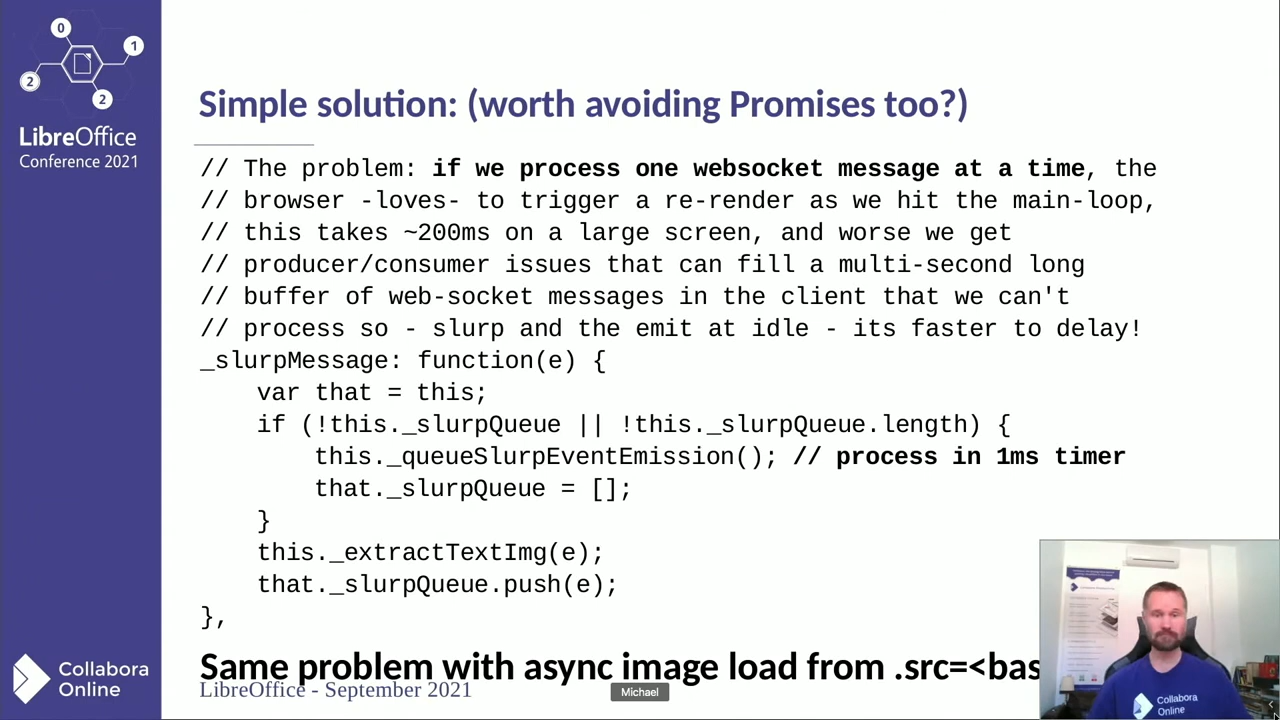 0
1
2
2
LibreOffice
Conference 2021
Simple solution: (worth avoiding Promises too?)
// The problem: if we process one websocket message at a time, the
// browser -loves- to trigger a re-render as we hit the main-loop,
// this takes ~200ms on a large screen, and worse we get
// producer/consumer issues that can fill a multi-second long
// buffer of web-socket messages in the client that we can't
// process so - slurp and the emit at idle - its faster to delay!
_slurpMessage: function(e) {
    var that = this;
    if (!this._slurpQueue || !this._slurpQueue.length) {
        this._queueSlurpEventEmission(); // process in 1ms timer
        that._slurpQueue = [];
    }
    this._extractTextImg(e);
    that._slurpQueue.push(e);
},
Same problem with async image load from .src=<bas
LibreOffice - September 2021
Michael
Collabora
Online
Collabora
Online